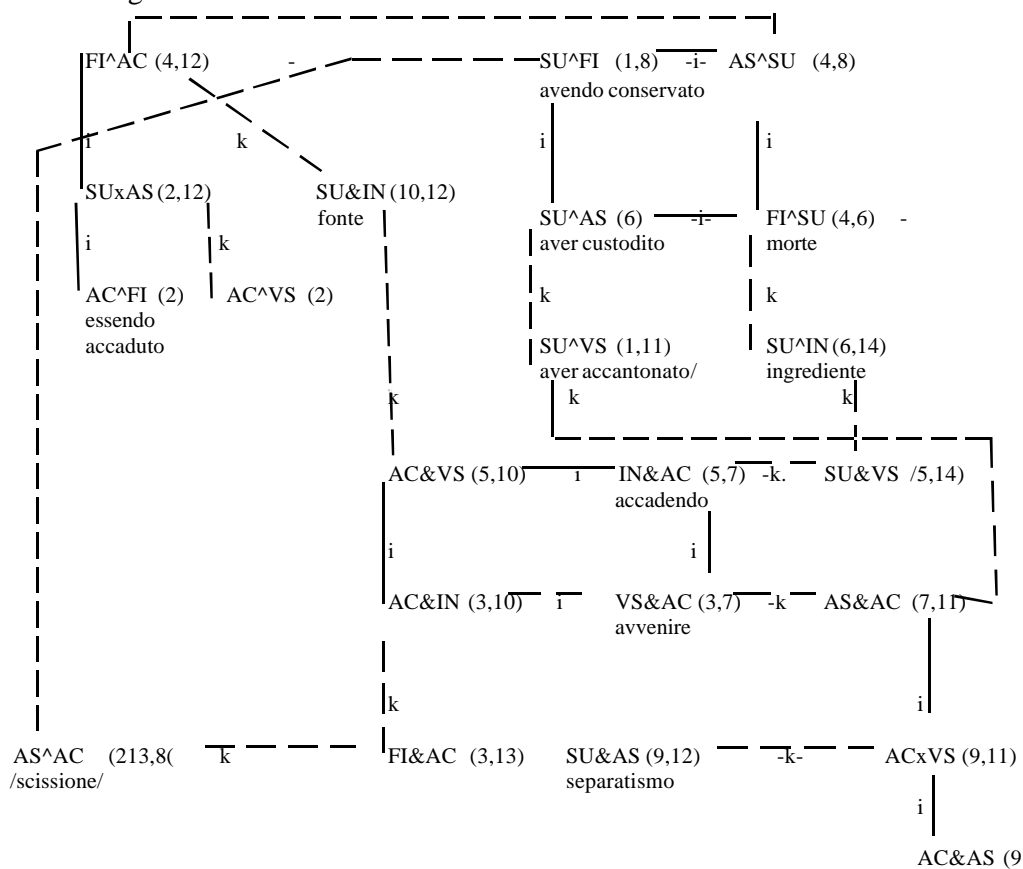 FI^AC (4,12) - SU^FI (1,8) -i- AS^SU (4,8)
avendo conservato
i k i i
SUxAS (2,12) SU&IN (10,12)
fonte
SU^AS (6) -i- FI^SU (4,6) -
aver custodito morte
i k
AC^FI (2) AC^VS (2) k k
essendo
accaduto
SU^VS (1,11) SU^IN (6,14)
aver accantonato/ ingrediente
k k k
AC&VS (5,10) i IN&AC (5,7) -k. SU&VS /5,14)
accadendo
i i
AC&IN (3,10) i VS&AC (3,7) -k AS&AC (7,11)
avvenire
k i
AS^AC (213,8( k FI&AC (3,13) SU&AS (9,12) -k- ACxVS (9,11)
/scissione/ separatismo
i
AC&AS (9